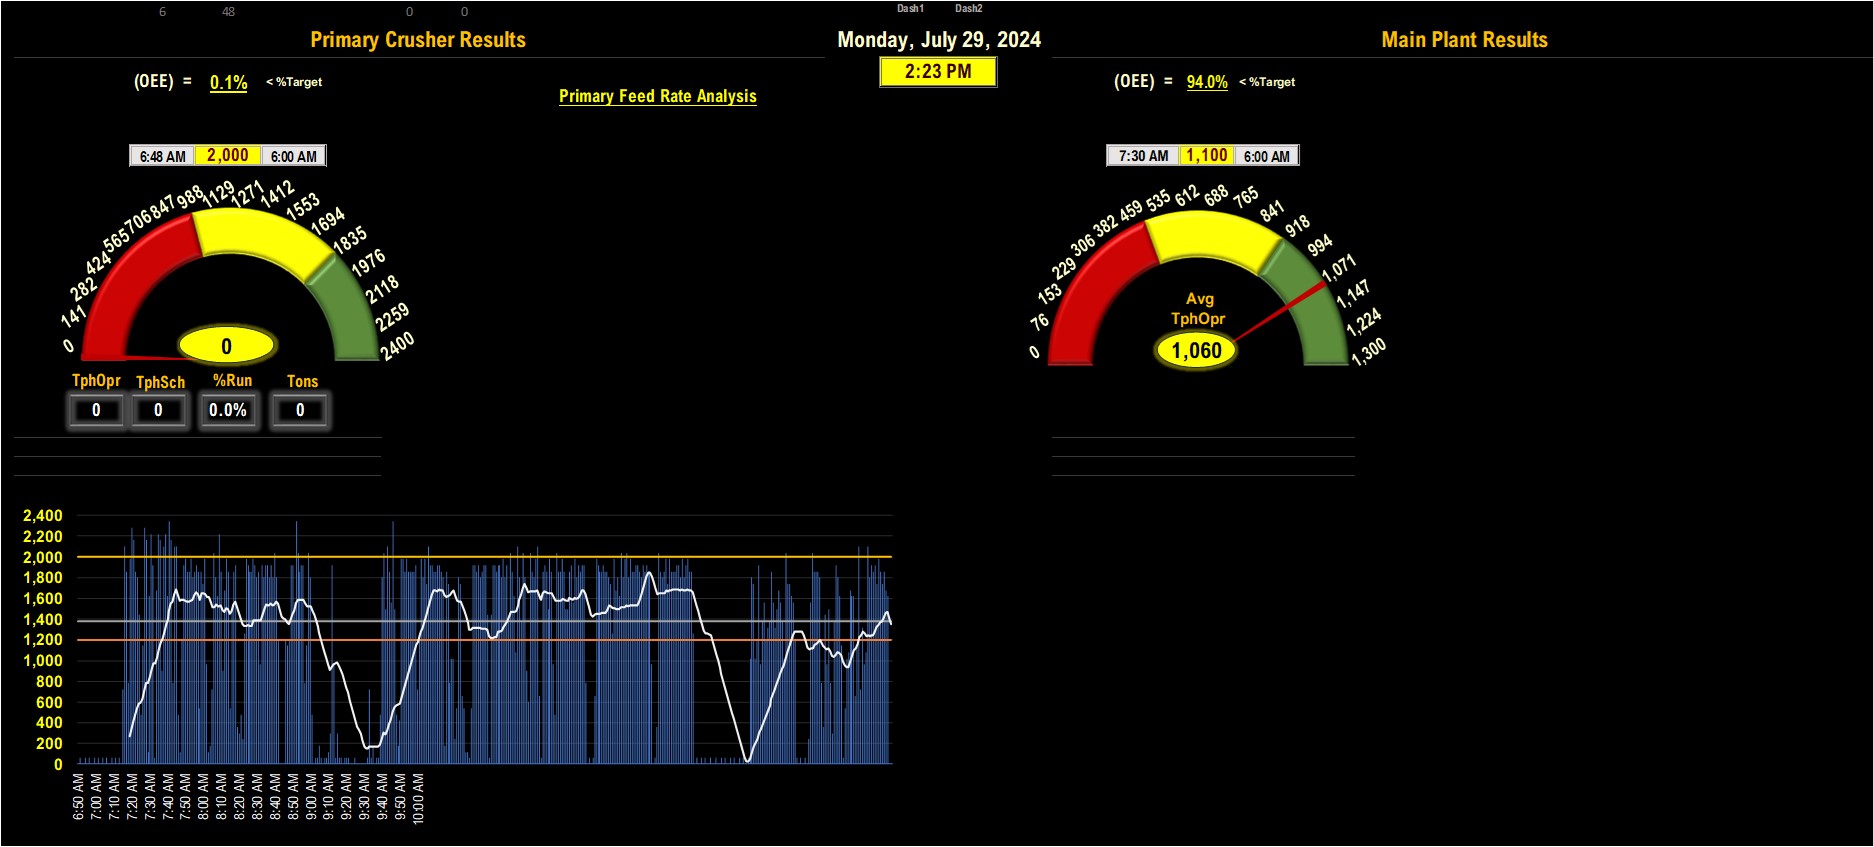 6 48 0 0 Dash1 Dash2
Primary Crusher Results
Monday, July 29, 2024
Main Plant Results
2:23 PM
(OEE) = 0.1% < %Target
Primary Feed Rate Analysis
(OEE) = 94.0% < %Target
6:48 AM 2,000 6:00 AM
7:30 AM 1,100 6:00 AM
0 141 282 424 565 706 847 988 1129 1271 1412 1553 1694 1835 1976 2118 2259 2400
0
0 76 153 229 306 382 459 535 612 688 765 841 918 994 1,071 1,147 1,224 1,300
Avg
TphOpr
1,060
TphOpr TphSch %Run Tons
0 0 0.0% 0
2,400
2,200
2,000
1,800
1,600
1,400
1,200
1,000
800
600
400
200
0
6:50 AM
7:00 AM
7:10 AM
7:20 AM
7:30 AM
7:40 AM
7:50 AM
8:00 AM
8:10 AM
8:20 AM
8:30 AM
8:40 AM
8:50 AM
9:00 AM
9:10 AM
9:20 AM
9:30 AM
9:40 AM
9:50 AM
10:00 AM